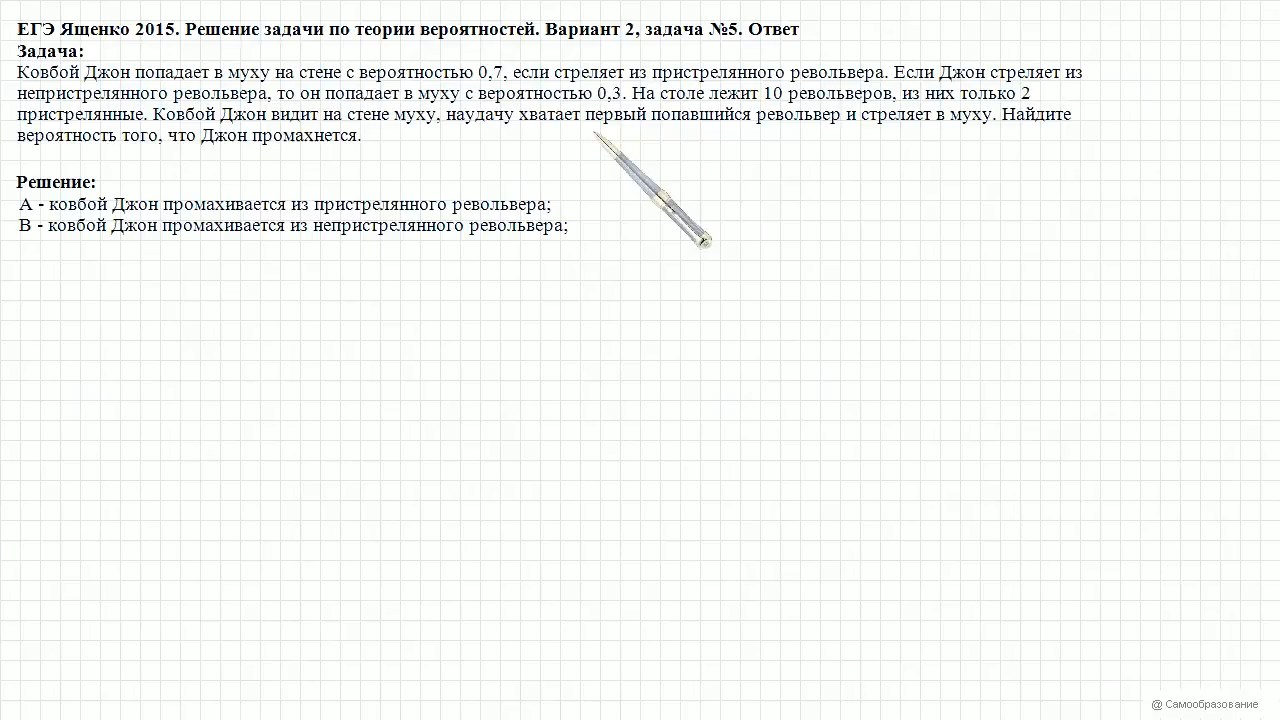 ЕГЭ Ященко 2015. Решение задачи по теории вероятностей. Вариант 2, задача №5. Ответ
Задача:
Ковбой Джон попадает в муху на стене с вероятностью 0,7, если стреляет из пристрелянного револьвера. Если Джон стреляет из
непристрелянного револьвера, то он попадает в муху с вероятностью 0,3. На столе лежит 10 револьверов, из них только 2
пристрелянные. Ковбой Джон видит на стене муху, наудачу хватает первый попавшийся револьвер и стреляет в муху. Найдите
вероятность того, что Джон промахнется.
Решение:
А - ковбой Джон промахивается из пристрелянного револьвера;
В - ковбой Джон промахивается из непристрелянного револьвера;
@ Самообразование